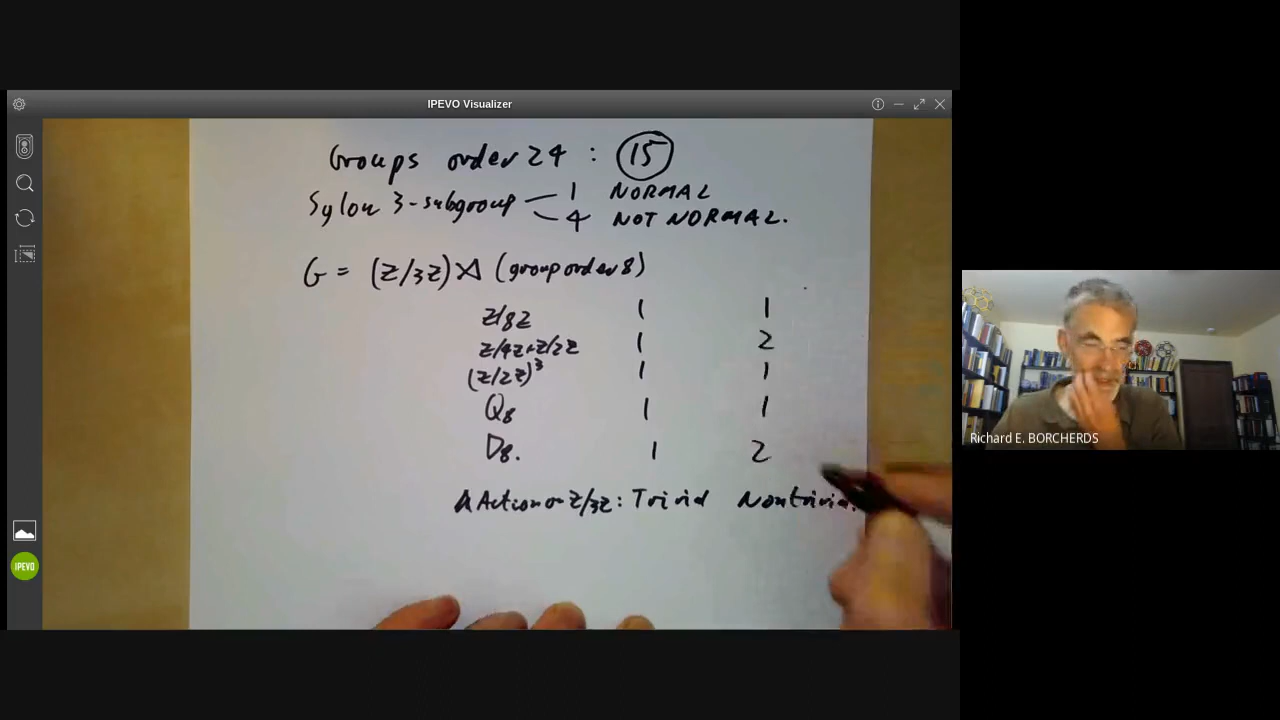 IPEVO Visualizer
Groups order 24 : 15
Sylow 3-subgroup 1 NORMAL
4 NOT NORMAL.
G = (Z/3Z) ⋊ (group order 8)
Z/8Z 1 1
Z/4Z×Z/2Z 1 2
(Z/2Z)³ 1 1
Q8 1 1
D8. 1 2
Action on Z/3Z: Trivial Nontrivial.
IPEVO
Richard E. BORCHERDS